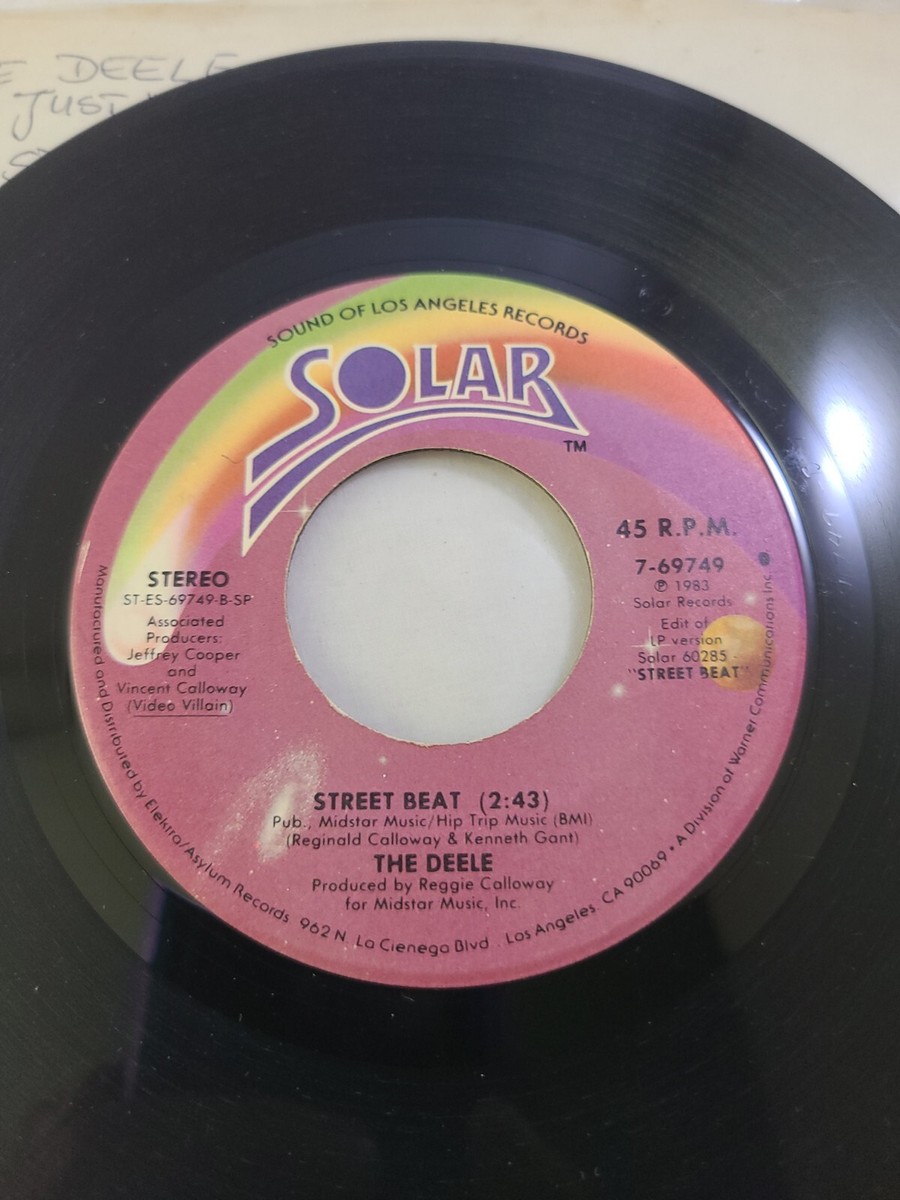 DEELE
JUST
SOUND OF LOS ANGELES RECORDS
SOLAR
TM
45 R.P.M.
7-69749
℗ 1983
Solar Records
Edit of
LP version
Solar 60285 -
"STREET BEAT"
STEREO
ST-ES-69749-B-SP
Associated
Producers:
Jeffrey Cooper
and
Vincent Calloway
(Video Villain)
STREET BEAT (2:43)
Pub., Midstar Music/Hip Trip Music (BMI)
(Reginald Calloway & Kenneth Gant)
THE DEELE
Produced by Reggie Calloway
for Midstar Music, Inc.
Manufactured and Distributed by Elektra/Asylum Records 962 N. La Cienega Blvd. Los Angeles. CA 90069 • A Division of Warner Communications Inc.